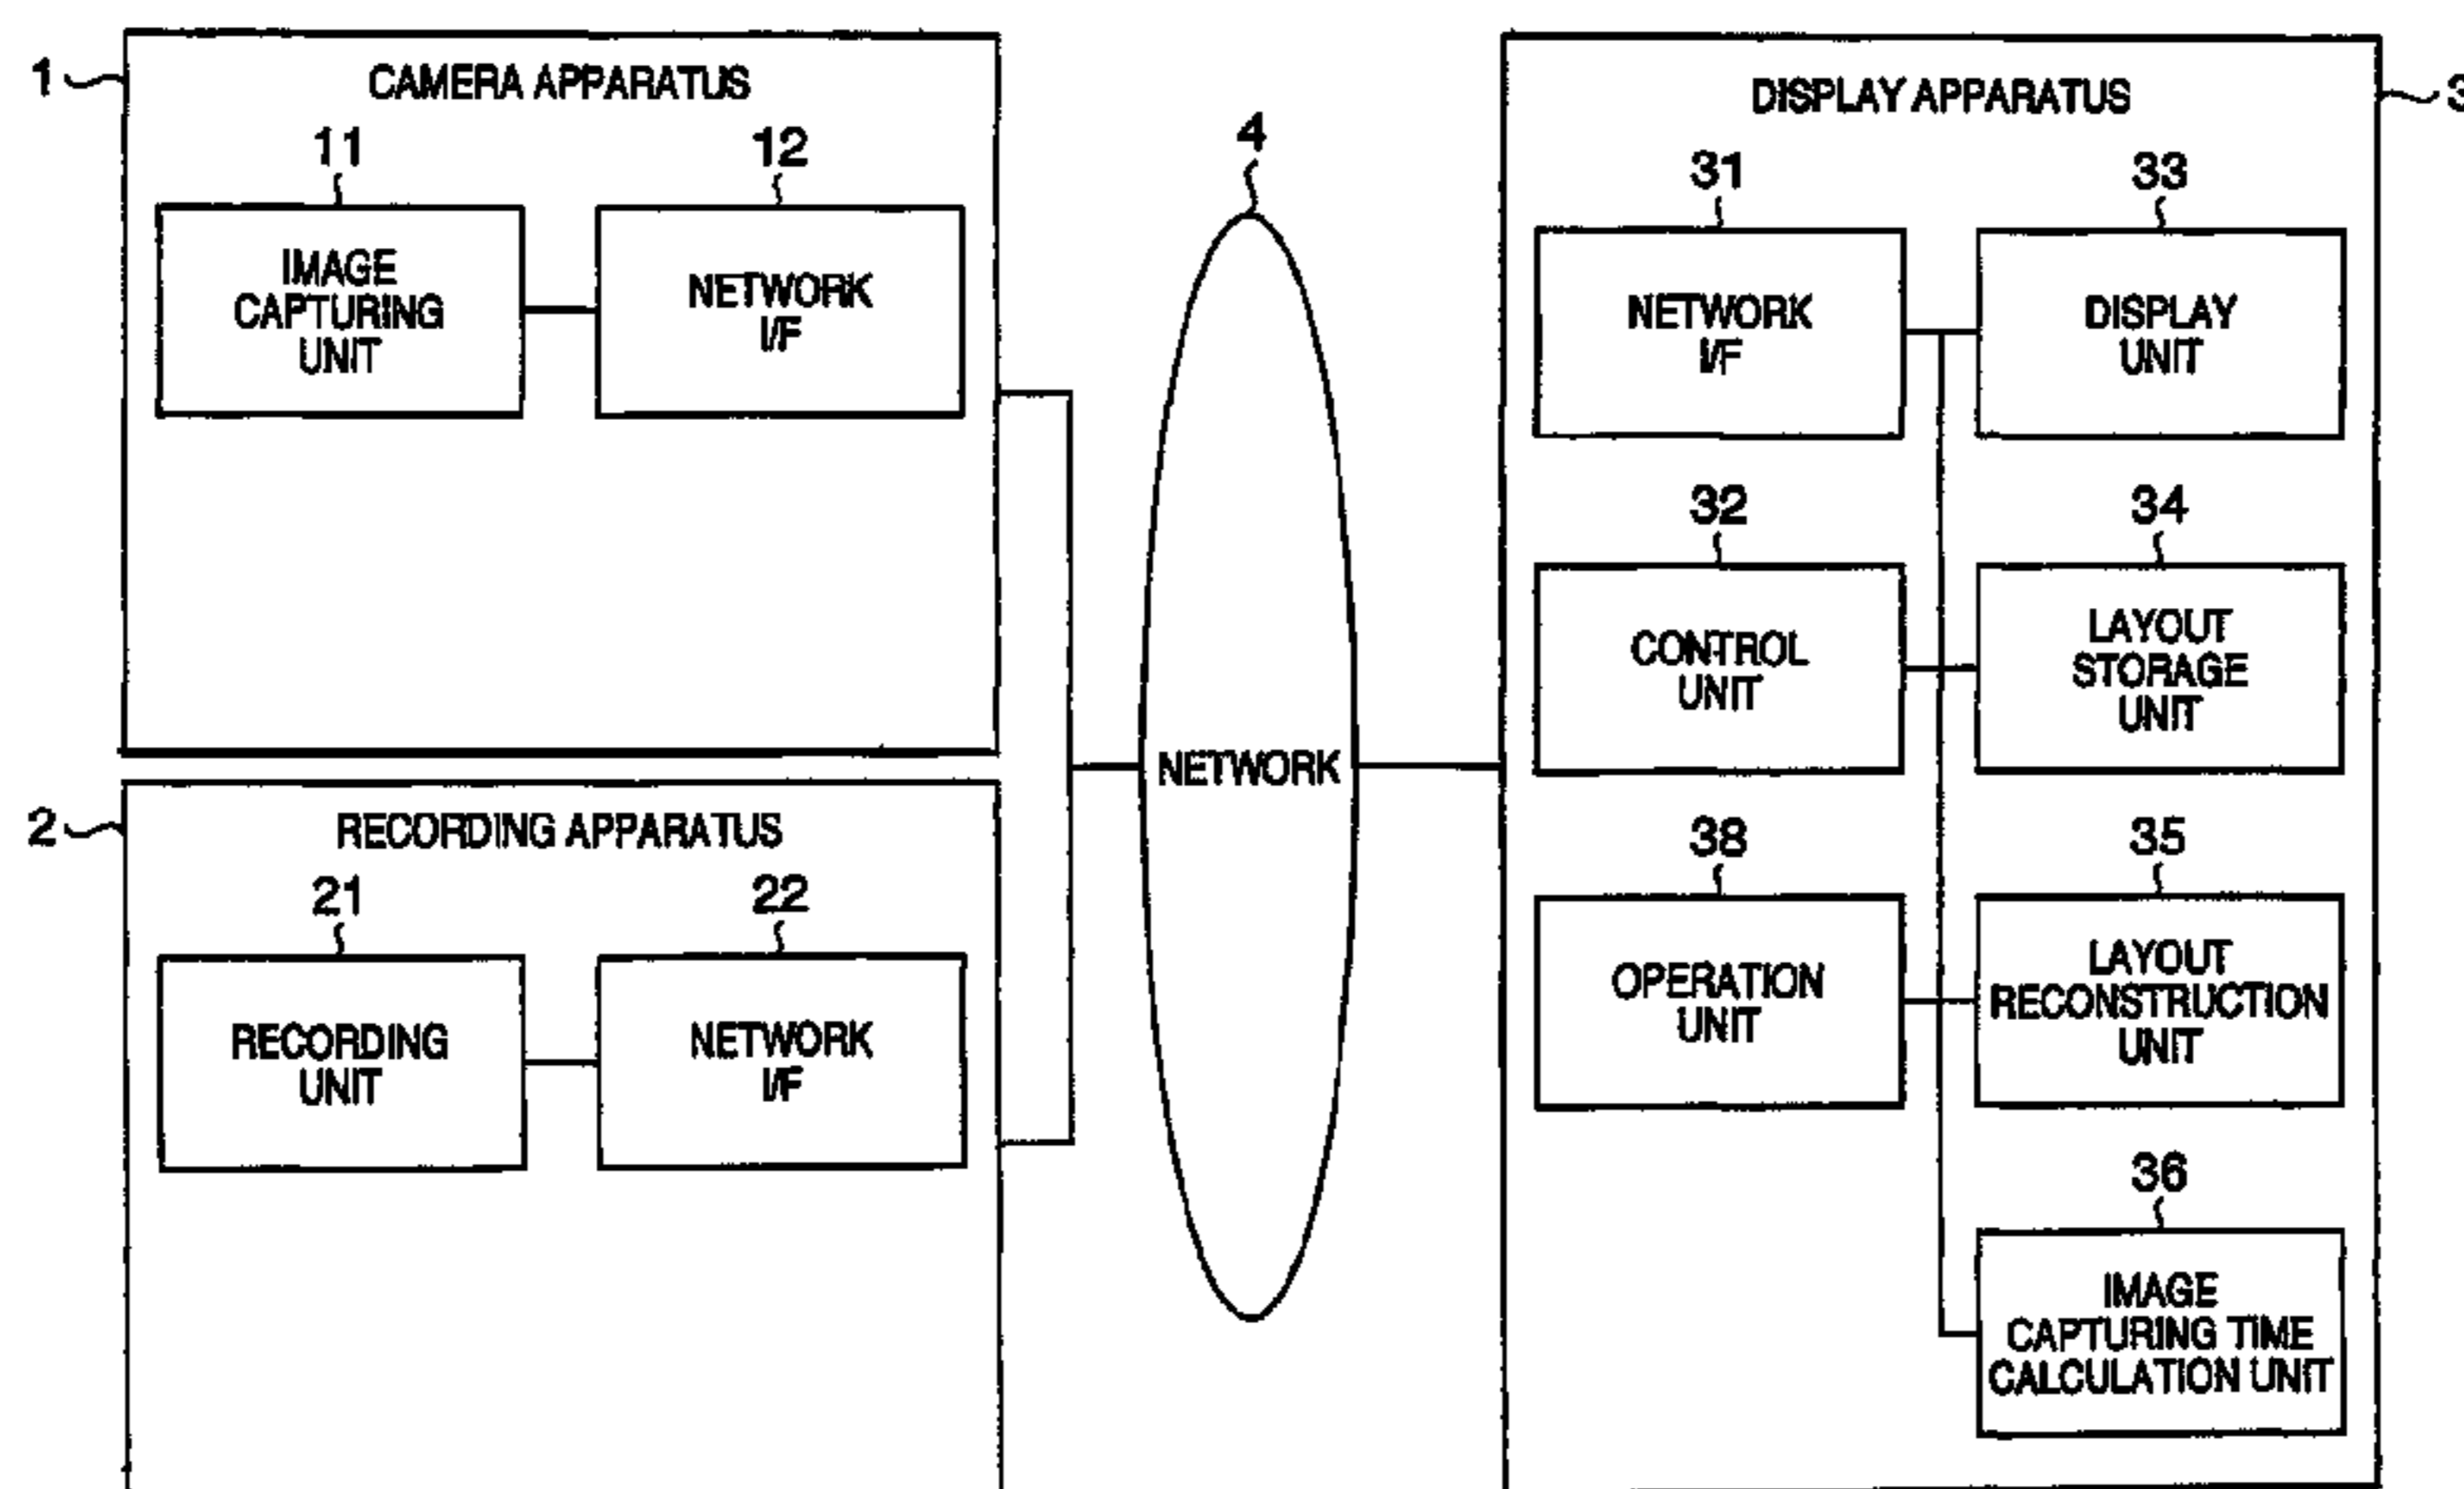 1
CAMERA APPARATUS
11
12
IMAGE
CAPTURING
UNIT
NETWORK
I/F
2
RECORDING APPARATUS
21
22
RECORDING
UNIT
NETWORK
I/F
4
NETWORK
DISPLAY APPARATUS
3
31
33
NETWORK
I/F
DISPLAY
UNIT
32
34
CONTROL
UNIT
LAYOUT
STORAGE
UNIT
38
35
OPERATION
UNIT
LAYOUT
RECONSTRUCTION
UNIT
36
IMAGE
CAPTURING TIME
CALCULATION UNIT